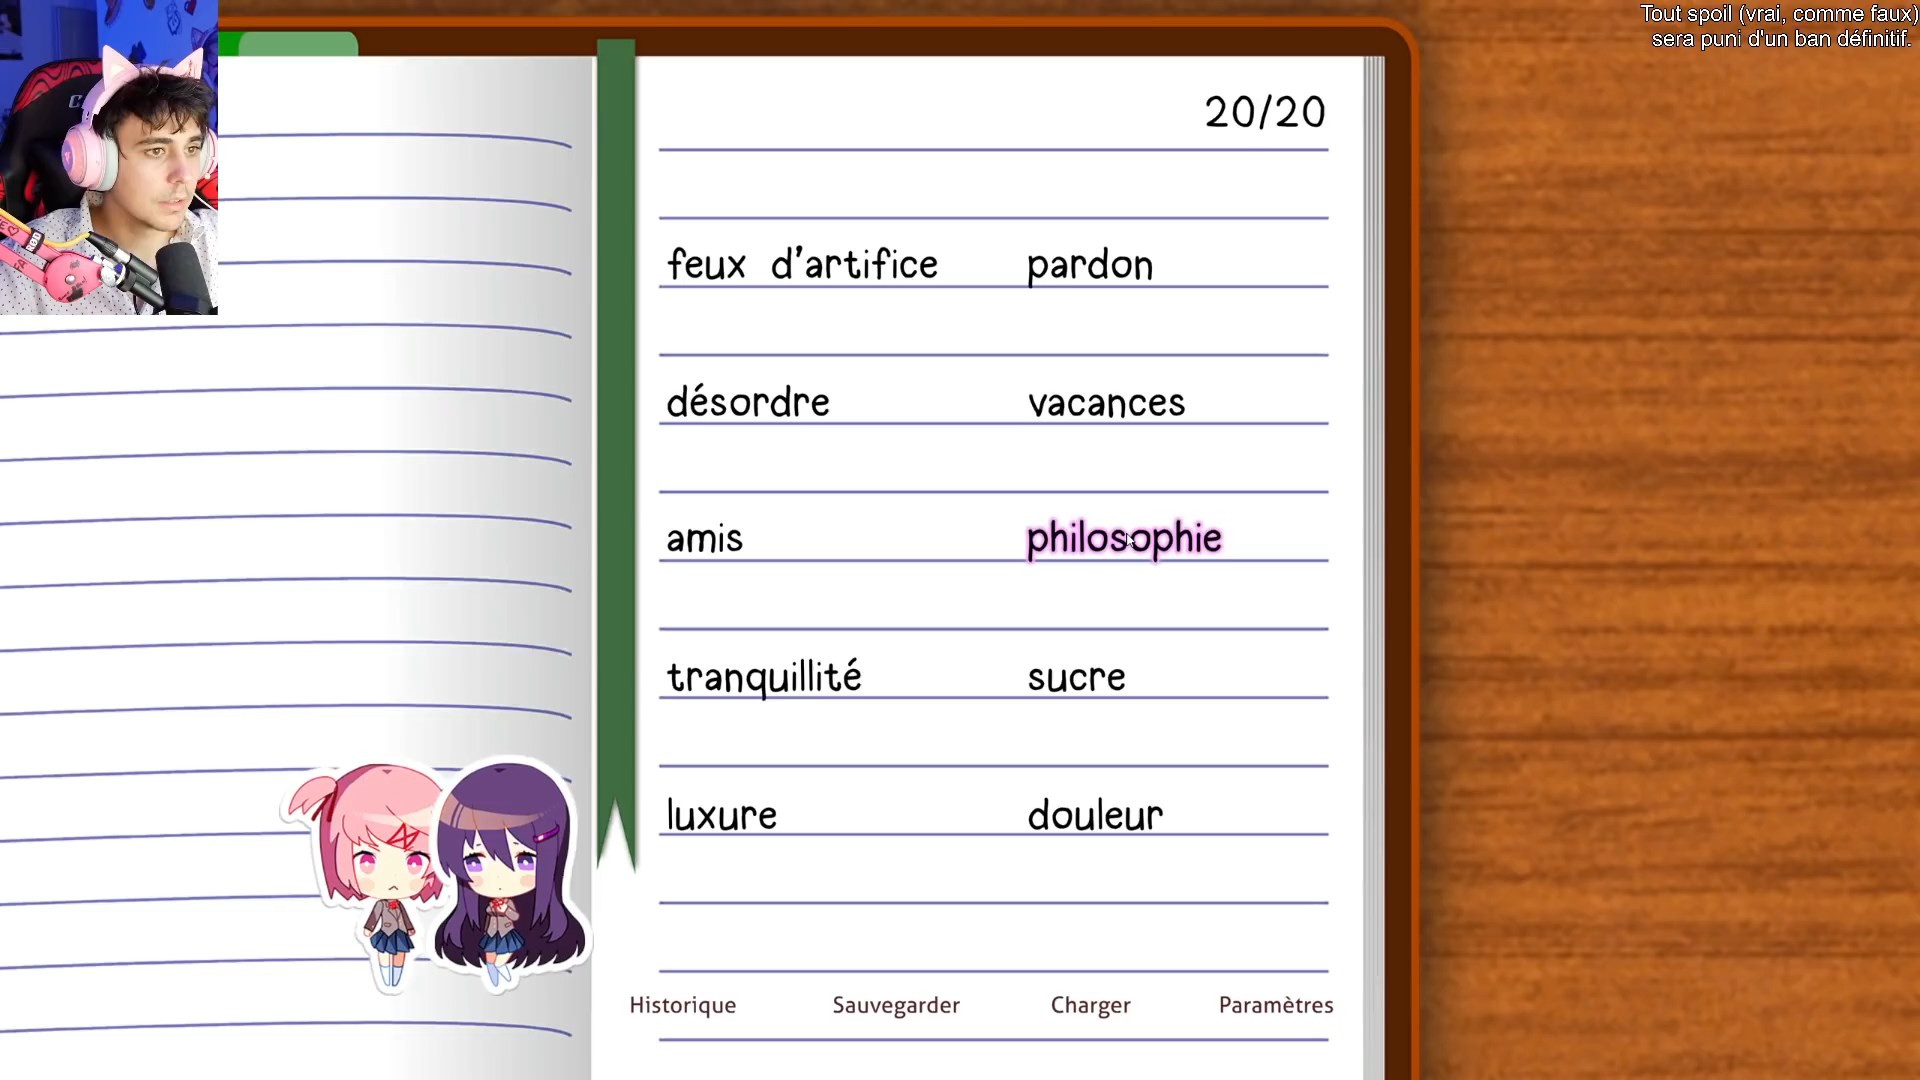 Tout spoil (vrai, comme faux)
sera puni d'un ban définitif.
20/20
feux d'artifice pardon
désordre vacances
amis philosophie
tranquillité sucre
luxure douleur
Historique Sauvegarder Charger Paramètres